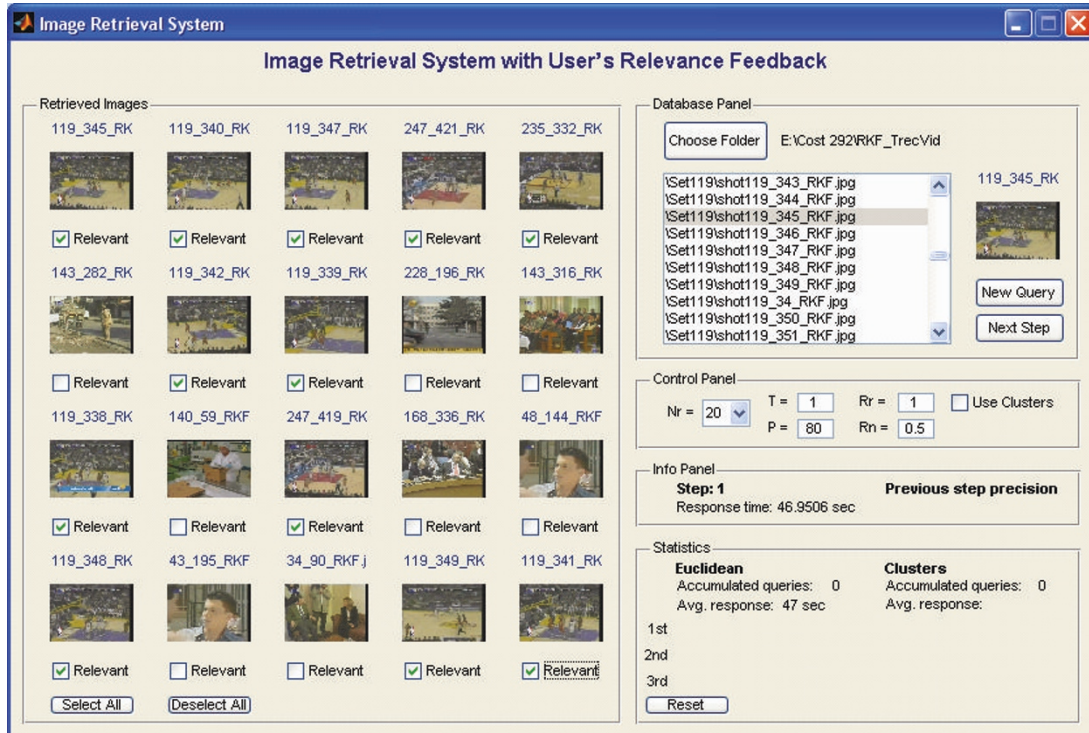 Image Retrieval System
Image Retrieval System with User's Relevance Feedback
Retrieved Images
119_345_RK 119_340_RK 119_347_RK 247_421_RK 235_332_RK
Relevant Relevant Relevant Relevant Relevant
143_282_RK 119_342_RK 119_339_RK 228_196_RK 143_316_RK
Relevant Relevant Relevant Relevant Relevant
119_338_RK 140_59_RKF 247_419_RK 168_336_RK 48_144_RKF
Relevant Relevant Relevant Relevant Relevant
119_348_RK 43_195_RKF 34_90_RKF.j 119_349_RK 119_341_RK
Relevant Relevant Relevant Relevant Relevant
Select All Deselect All
Database Panel
Choose Folder E:\Cost 292\RKF_TrecVid
\Set119\shot119_343_RKF.jpg
\Set119\shot119_344_RKF.jpg
\Set119\shot119_345_RKF.jpg
\Set119\shot119_346_RKF.jpg
\Set119\shot119_347_RKF.jpg
\Set119\shot119_348_RKF.jpg
\Set119\shot119_349_RKF.jpg
\Set119\shot119_34_RKF.jpg
\Set119\shot119_350_RKF.jpg
\Set119\shot119_351_RKF.jpg
119_345_RK
New Query
Next Step
Control Panel
Nr = 20 T = 1 Rr = 1 Use Clusters
P = 80 Rn = 0.5
Info Panel
Step: 1 Previous step precision
Response time: 46.9506 sec
Statistics
Euclidean Clusters
Accumulated queries: 0 Accumulated queries: 0
Avg. response: 47 sec Avg. response:
1st
2nd
3rd
Reset